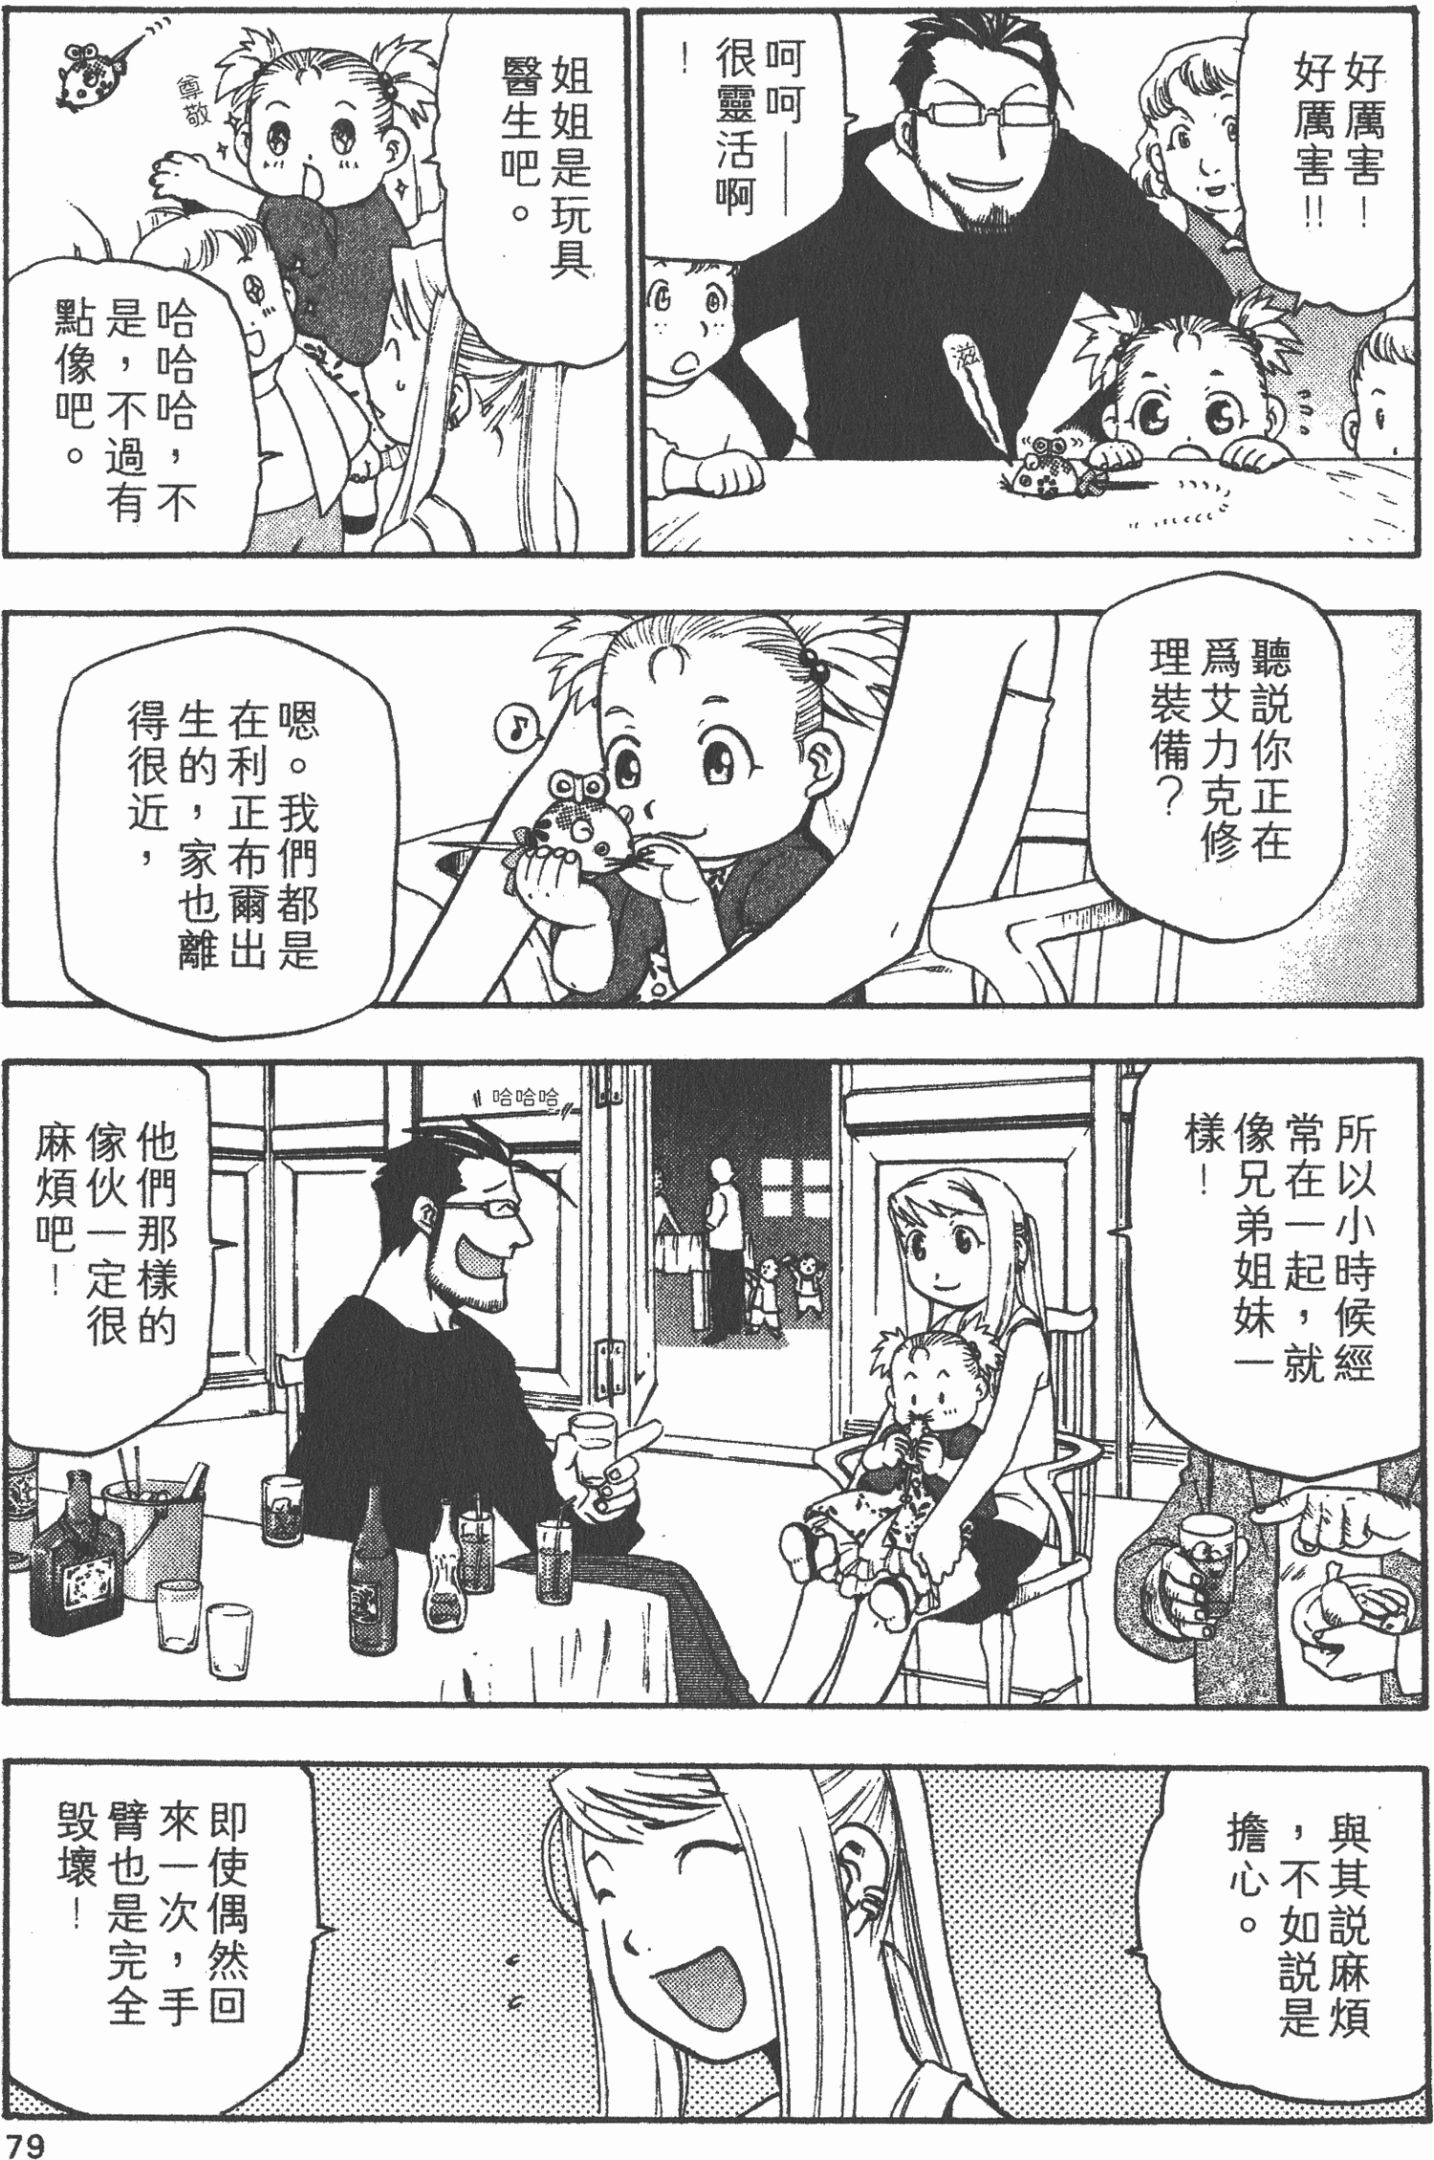 好厲害！
好厲害!!
呵呵——
很靈活啊
！
滋
姐姐是玩具
醫生吧。
尊敬
哈哈哈，不
是，不過有
點像吧。
聽説你正在
爲艾力克修
理裝備？
嗯。我們都是
在利正布爾出
生的，家也離
得很近，
所以小時候經
常在一起，就
像兄弟姐妹一
樣！
哈哈哈
他們那樣的
傢伙一定很
麻煩吧！
與其説麻煩
，不如説是
擔心。
即使偶然回
來一次，手
臂也是完全
毀壞！
79